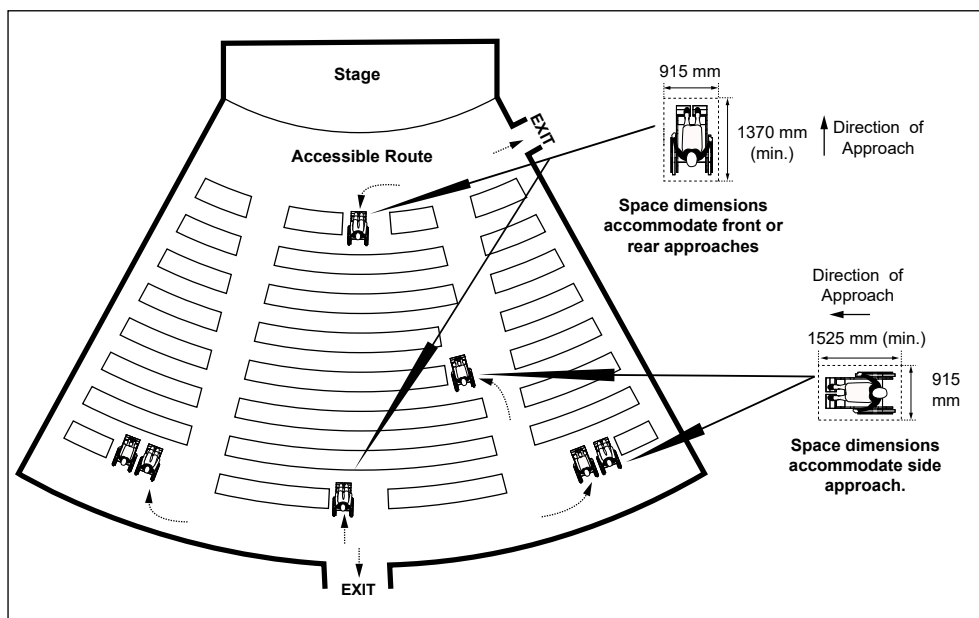 Stage
EXIT
Accessible Route
915 mm
1370 mm
(min.)
Direction of
Approach
Space dimensions
accommodate front or
rear approaches
Direction of
Approach
1525 mm (min.)
915
mm
Space dimensions
accommodate side
approach.
EXIT